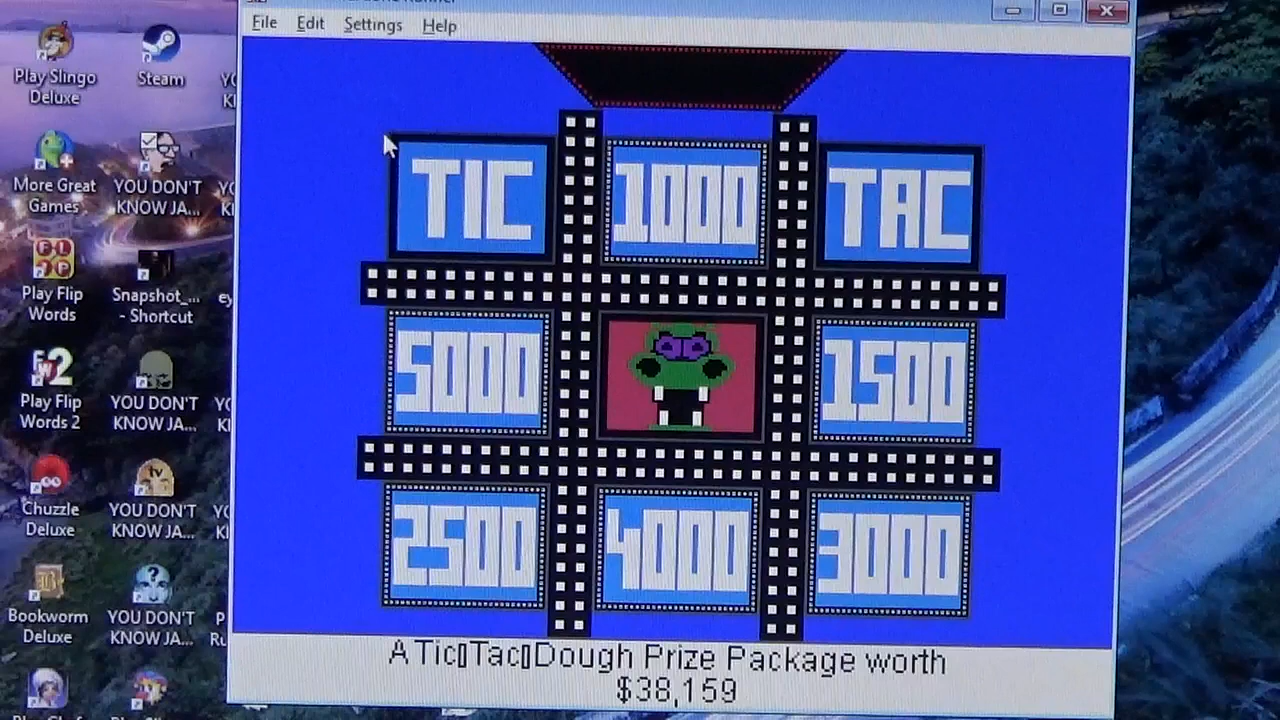 File Edit Settings Help
Play Slingo
Deluxe
Steam
More Great
Games
YOU DON'T
KNOW JA...
Play Flip
Words
Snapshot_...
- Shortcut
Play Flip
Words 2
YOU DON'T
KNOW JA...
Chuzzle
Deluxe
YOU DON'T
KNOW JA...
Bookworm
Deluxe
YOU DON'T
KNOW JA...
TIC 1000 TAC
5000 1500
2500 4000 3000
A Tic▯Tac▯Dough Prize Package worth
$38,159